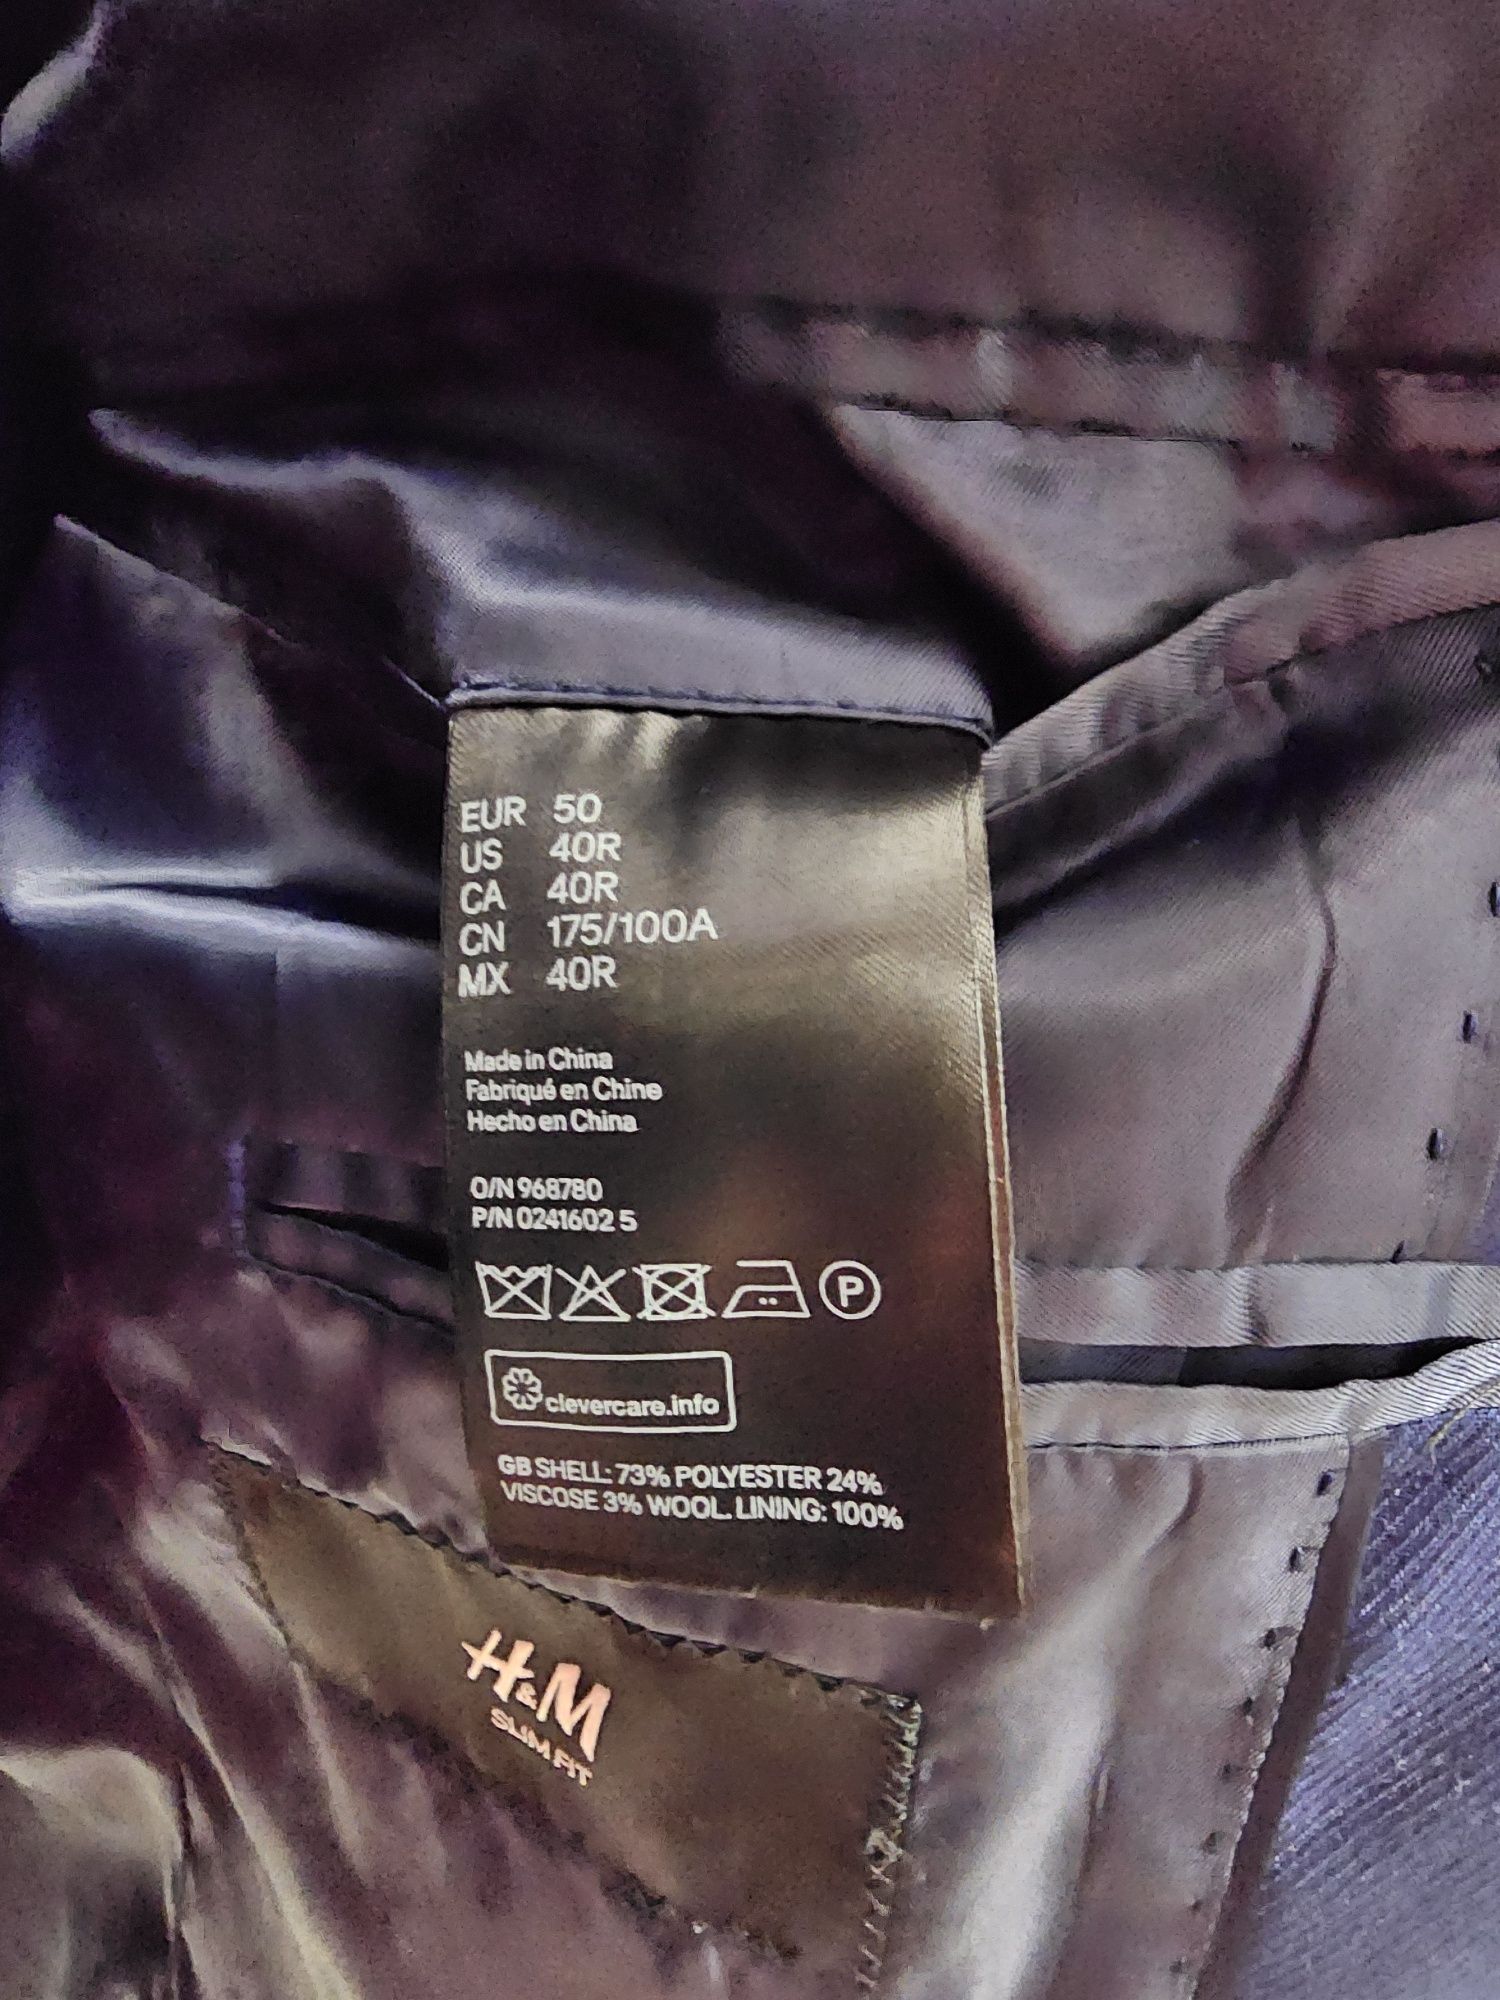 EUR 50
US 40R
CA 40R
CN 175/100A
MX 40R
Made in China
Fabriqué en Chine
Hecho en China
O/N 968780
P/N 0241602 5
P
clevercare.info
GB SHELL: 73% POLYESTER 24%
VISCOSE 3% WOOL. LINING: 100%
H&M
SLIM FIT